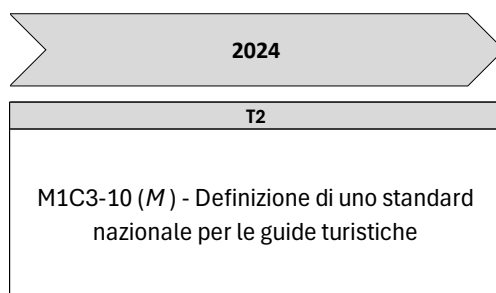 2024
T2
M1C3-10 (M ) - Definizione di uno standard
nazionale per le guide turistiche